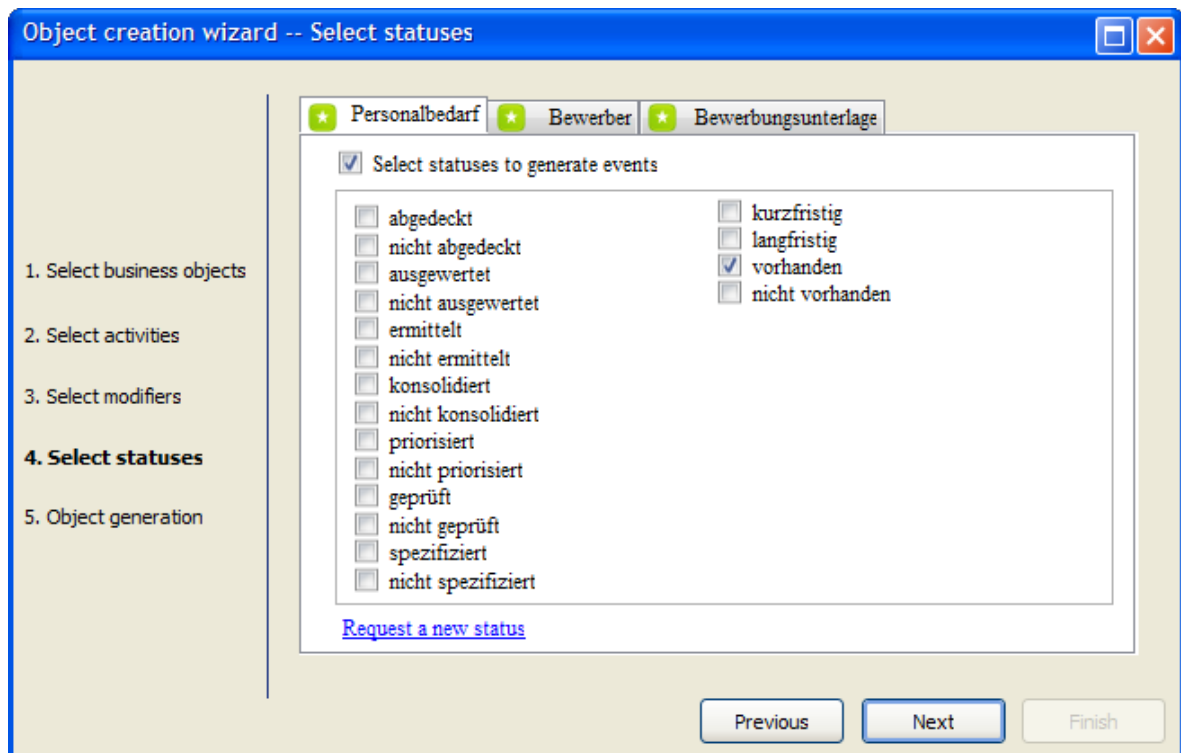 Object creation wizard -- Select statuses
1. Select business objects
2. Select activities
3. Select modifiers
4. Select statuses
5. Object generation
Personalbedarf Bewerber Bewerbungsunterlage
Select statuses to generate events
abgedeckt
nicht abgedeckt
ausgewertet
nicht ausgewertet
ermittelt
nicht ermittelt
konsolidiert
nicht konsolidiert
priorisiert
nicht priorisiert
geprüft
nicht geprüft
spezifiziert
nicht spezifiziert
kurzfristig
langfristig
vorhanden
nicht vorhanden
Request a new status
Previous Next Finish